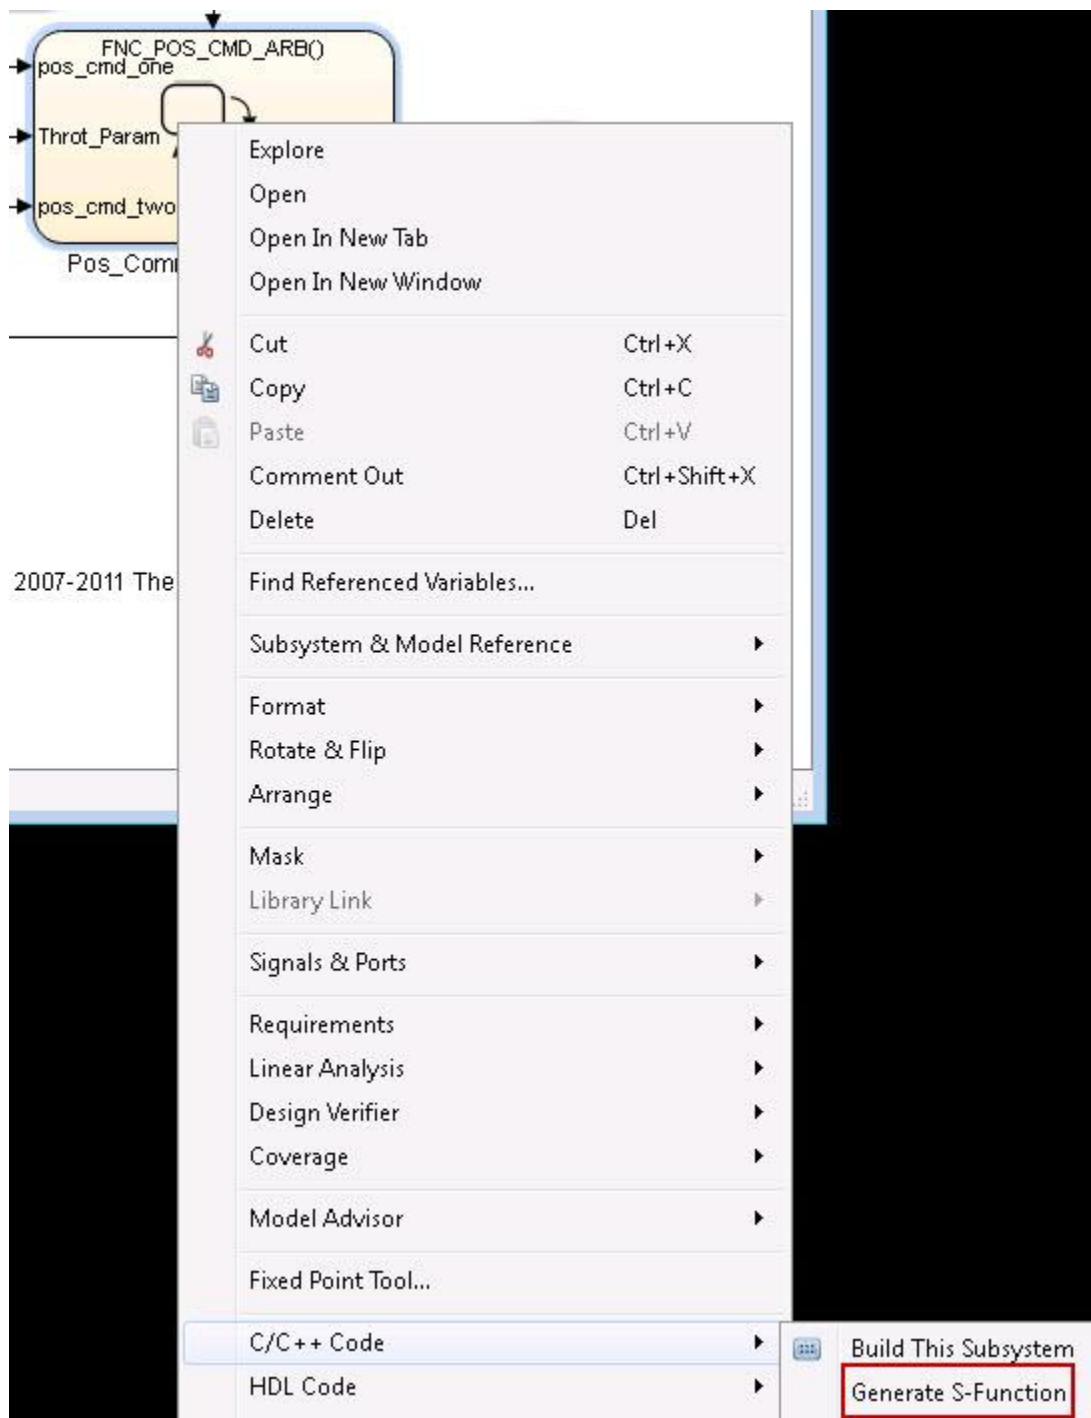 FNC_POS_CMD_ARB()
pos_cmd_one
Throt_Param
pos_cmd_two
Pos_Com
2007-2011 The
Explore
Open
Open In New Tab
Open In New Window
Cut Ctrl+X
Copy Ctrl+C
Paste Ctrl+V
Comment Out Ctrl+Shift+X
Delete Del
Find Referenced Variables...
Subsystem & Model Reference
Format
Rotate & Flip
Arrange
Mask
Library Link
Signals & Ports
Requirements
Linear Analysis
Design Verifier
Coverage
Model Advisor
Fixed Point Tool...
C/C++ Code
HDL Code
Build This Subsystem
Generate S-Function